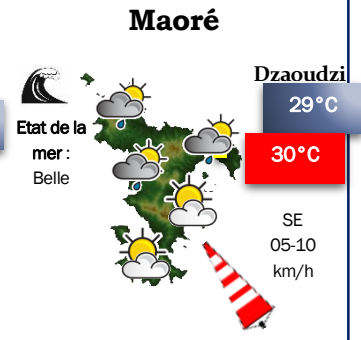 Maoré
Dzaoudzi
29°C
Etat de la
mer :
Belle
30°C
SE
05-10
km/h